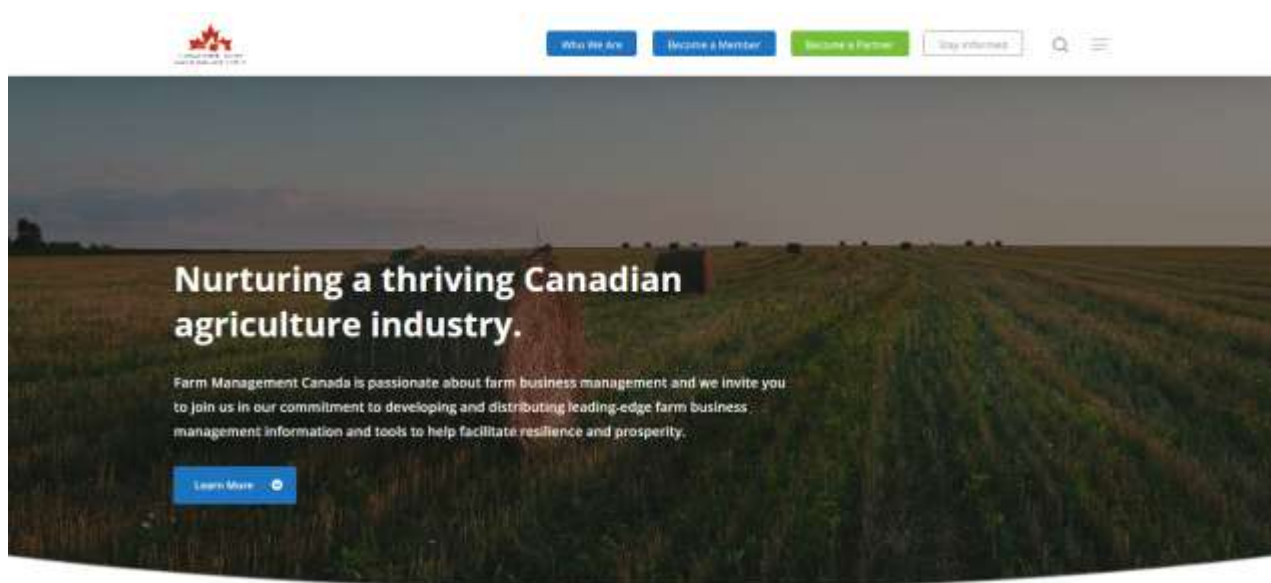 Who We Are
Become a Member
Become a Partner
Stay Informed
Nurturing a thriving Canadian
agriculture industry.
Farm Management Canada is passionate about farm business management and we invite you
to join us in our commitment to developing and distributing leading-edge farm business
management information and tools to help facilitate resilience and prosperity.
Learn More